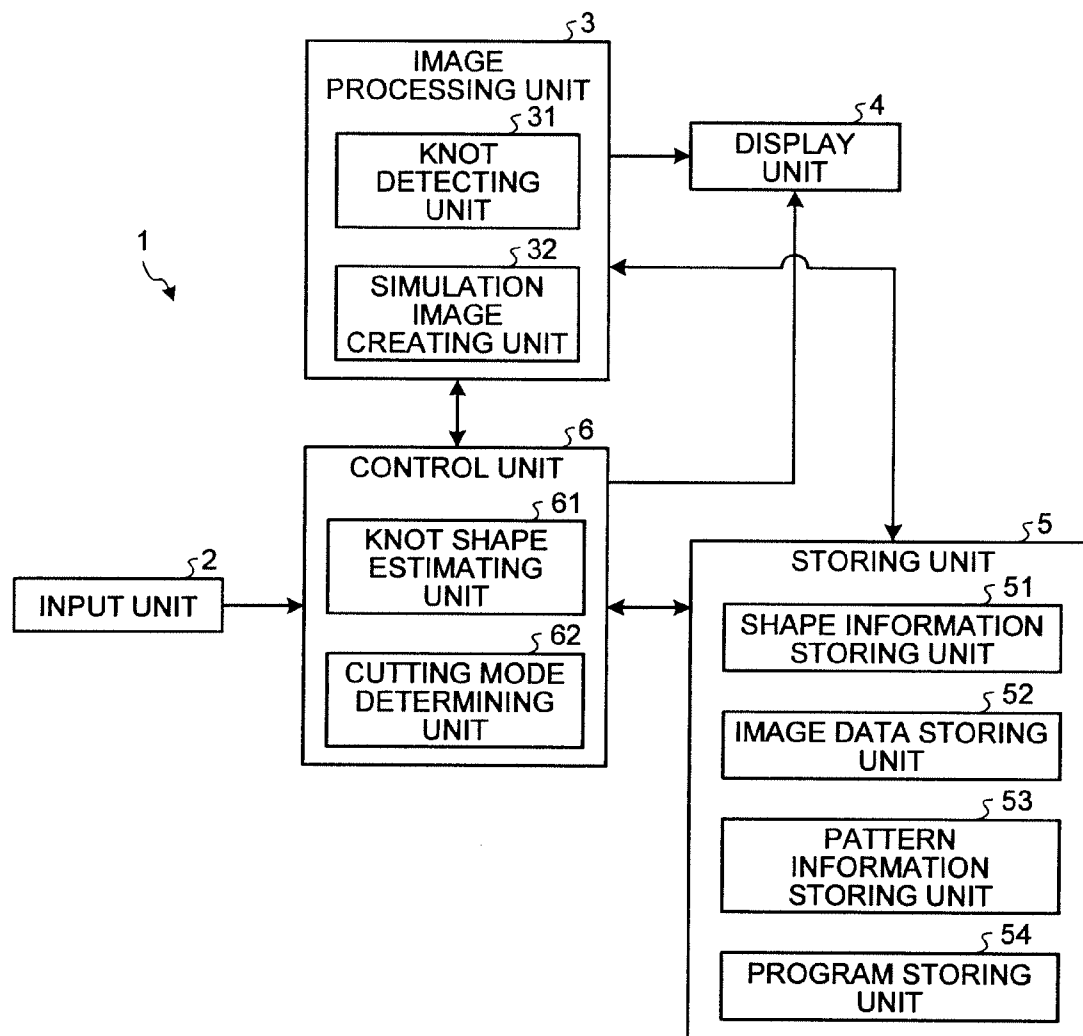 3
IMAGE
PROCESSING UNIT
31
KNOT
DETECTING
UNIT
32
SIMULATION
IMAGE
CREATING UNIT
4
DISPLAY
UNIT
1
6
CONTROL UNIT
61
KNOT SHAPE
ESTIMATING
UNIT
62
CUTTING MODE
DETERMINING
UNIT
2
INPUT UNIT
5
STORING UNIT
51
SHAPE INFORMATION
STORING UNIT
52
IMAGE DATA STORING
UNIT
53
PATTERN
INFORMATION
STORING UNIT
54
PROGRAM STORING
UNIT